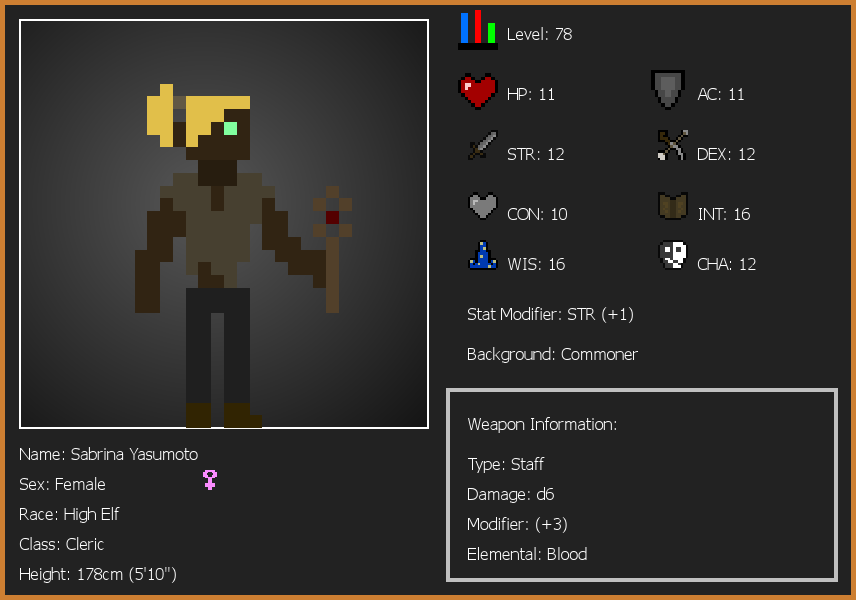 Level: 78
HP: 11
AC: 11
STR: 12
DEX: 12
CON: 10
INT: 16
WIS: 16
CHA: 12
Stat Modifier: STR (+1)
Background: Commoner
Weapon Information:
Type: Staff
Damage: d6
Modifier: (+3)
Elemental: Blood
Name: Sabrina Yasumoto
Sex: Female
Race: High Elf
Class: Cleric
Height: 178cm (5'10")